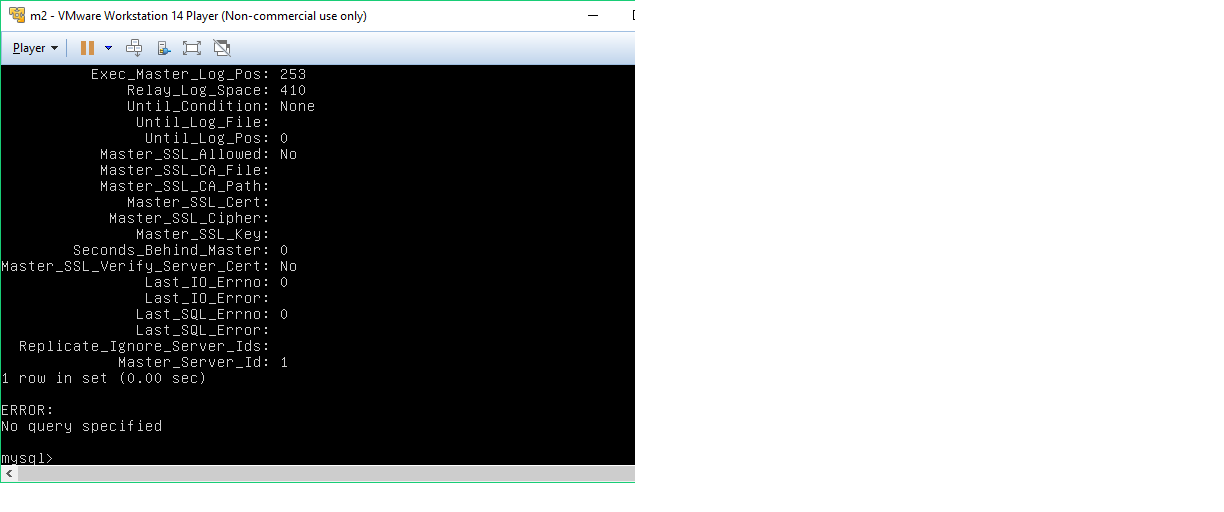 m2 - VMware Workstation 14 Player (Non-commercial use only)
Player
Exec_Master_Log_Pos: 253
Relay_Log_Space: 410
Until_Condition: None
Until_Log_File:
Until_Log_Pos: 0
Master_SSL_Allowed: No
Master_SSL_CA_File:
Master_SSL_CA_Path:
Master_SSL_Cert:
Master_SSL_Cipher:
Master_SSL_Key:
Seconds_Behind_Master: 0
Master_SSL_Verify_Server_Cert: No
Last_IO_Errno: 0
Last_IO_Error:
Last_SQL_Errno: 0
Last_SQL_Error:
Replicate_Ignore_Server_Ids:
Master_Server_Id: 1
1 row in set (0.00 sec)
ERROR:
No query specified
mysql>